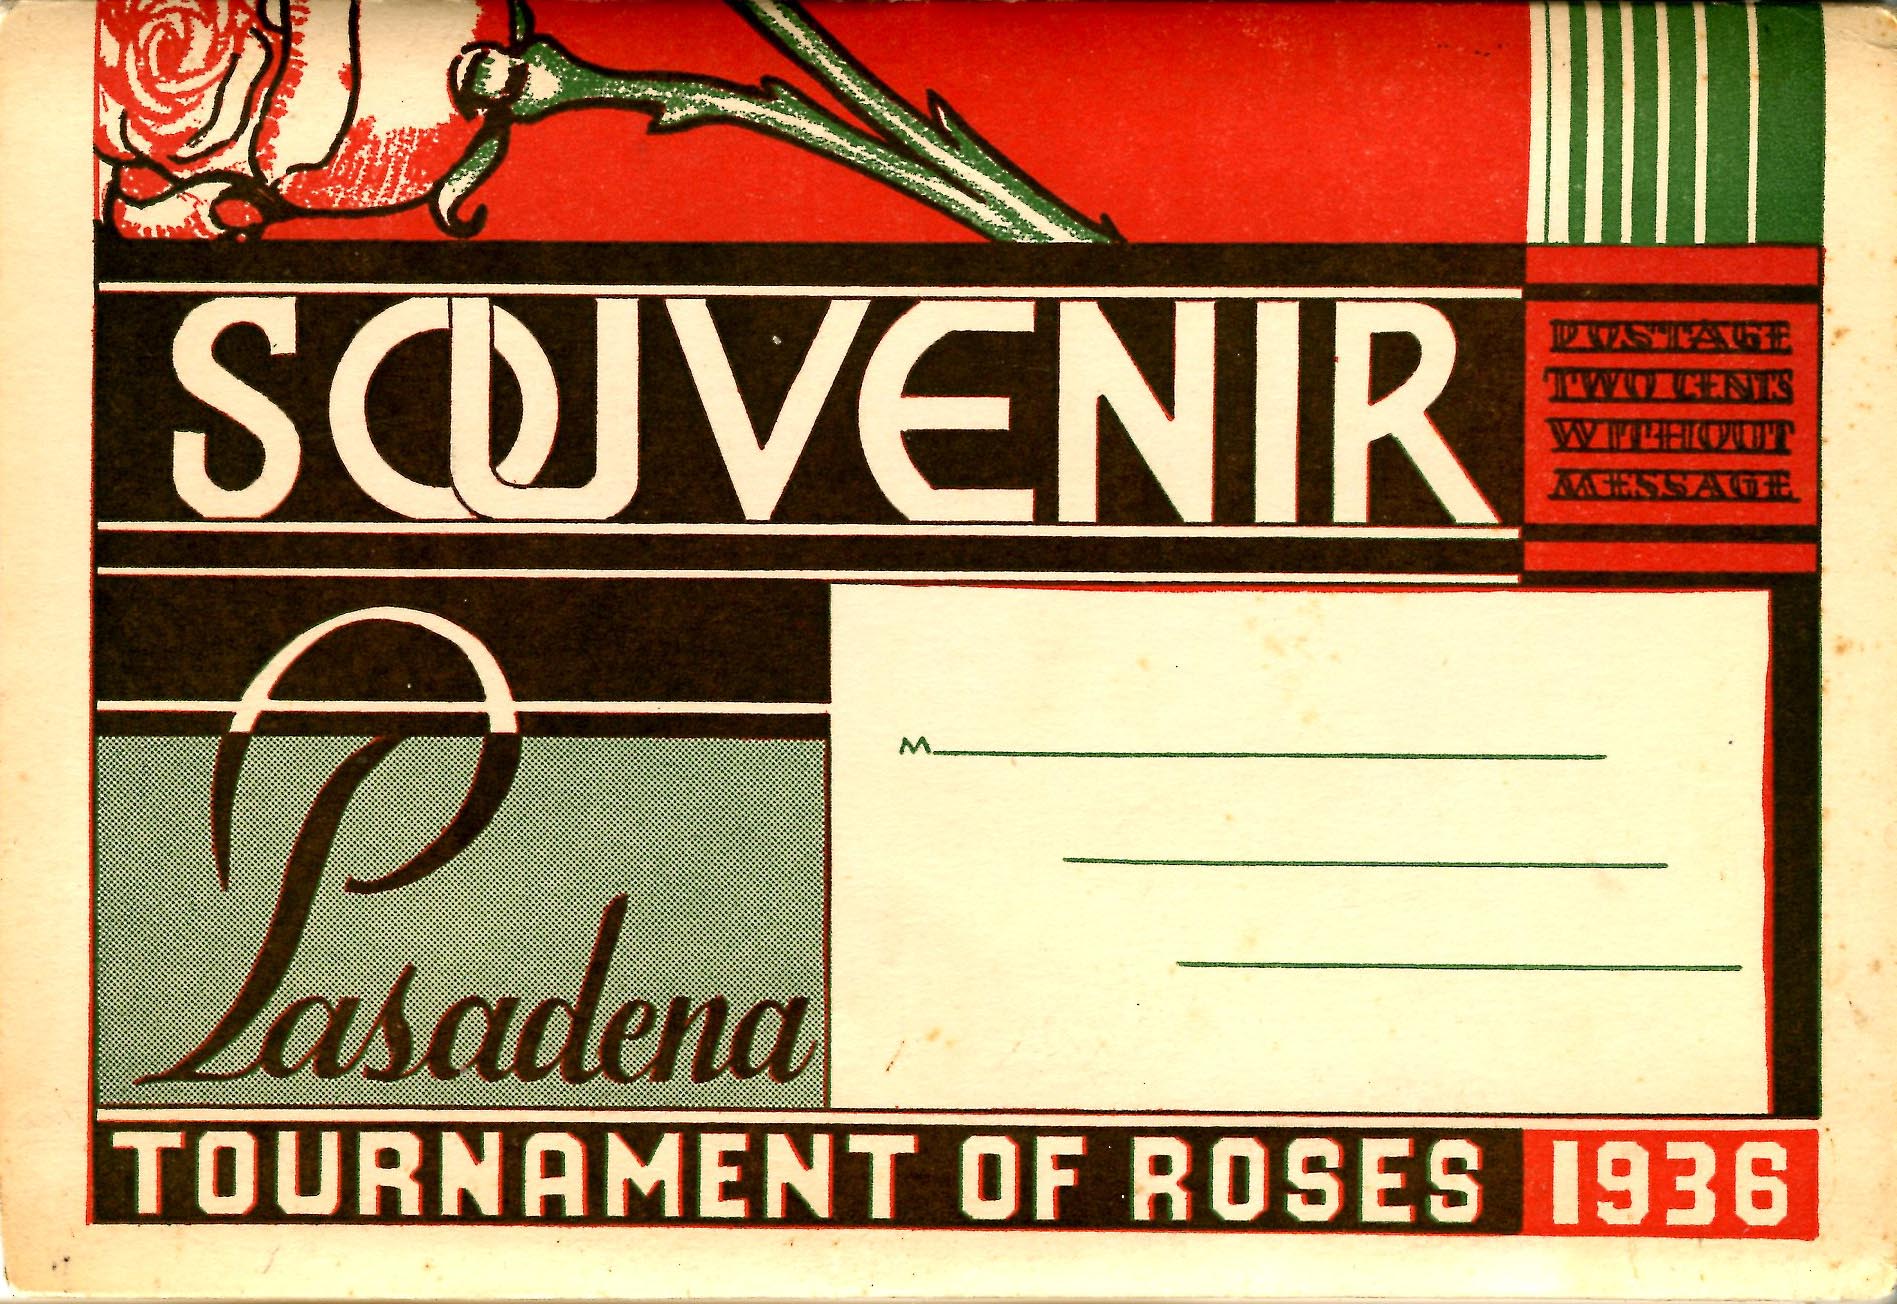 SOUVENIR
POSTAGE
TWO CENTS
WITHOUT
MESSAGE
Pasadena
M
TOURNAMENT OF ROSES 1936